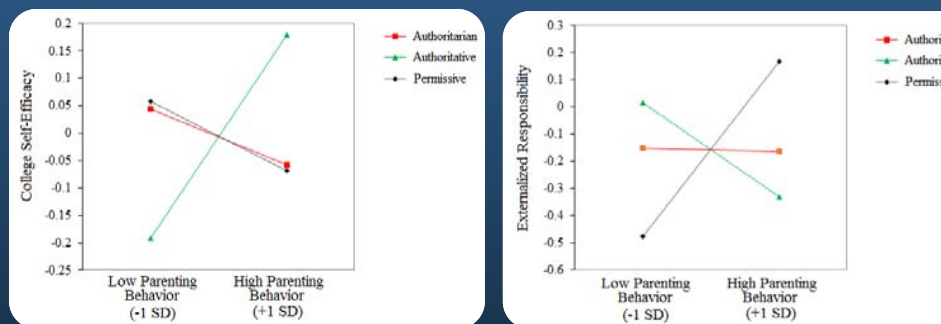 0.2
0.15
0.1
0.05
0
-0.05
-0.1
-0.15
-0.2
-0.25
College Self-Efficacy
Low Parenting
Behavior
(-1 SD)
High Parenting
Behavior
(+1 SD)
Authoritarian
Authoritative
Permissive
0.3
0.2
0.1
0
-0.1
-0.2
-0.3
-0.4
-0.5
-0.6
Externalized Responsibility
Low Parenting
Behavior
(-1 SD)
High Parenting
Behavior
(+1 SD)
Authori
Authori
Permiss